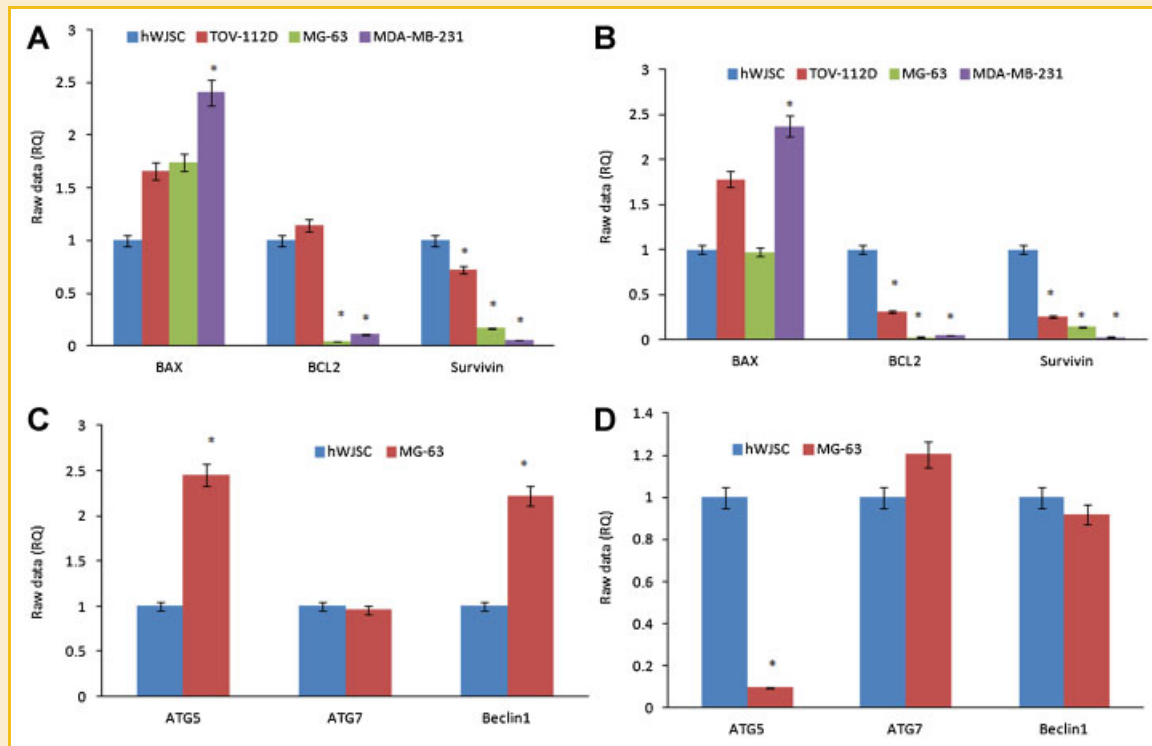 A
hWJSC TOV-112D MG-63 MDA-MB-231
3
2.5
2
1.5
1
0.5
0
Raw data (RQ)
*
* *
* * *
BAX BCL2 Survivin
B
hWJSC TOV-112D MG-63 MDA-MB-231
3
2.5
2
1.5
1
0.5
0
Raw data (RQ)
*
* * *
* * *
BAX BCL2 Survivin
C
hWJSC MG-63
3
2.5
2
1.5
1
0.5
0
Raw data (RQ)
*
*
ATG5 ATG7 Beclin1
D
hWJSC MG-63
1.4
1.2
1
0.8
0.6
0.4
0.2
0
Raw data (RQ)
*
ATG5 ATG7 Beclin1